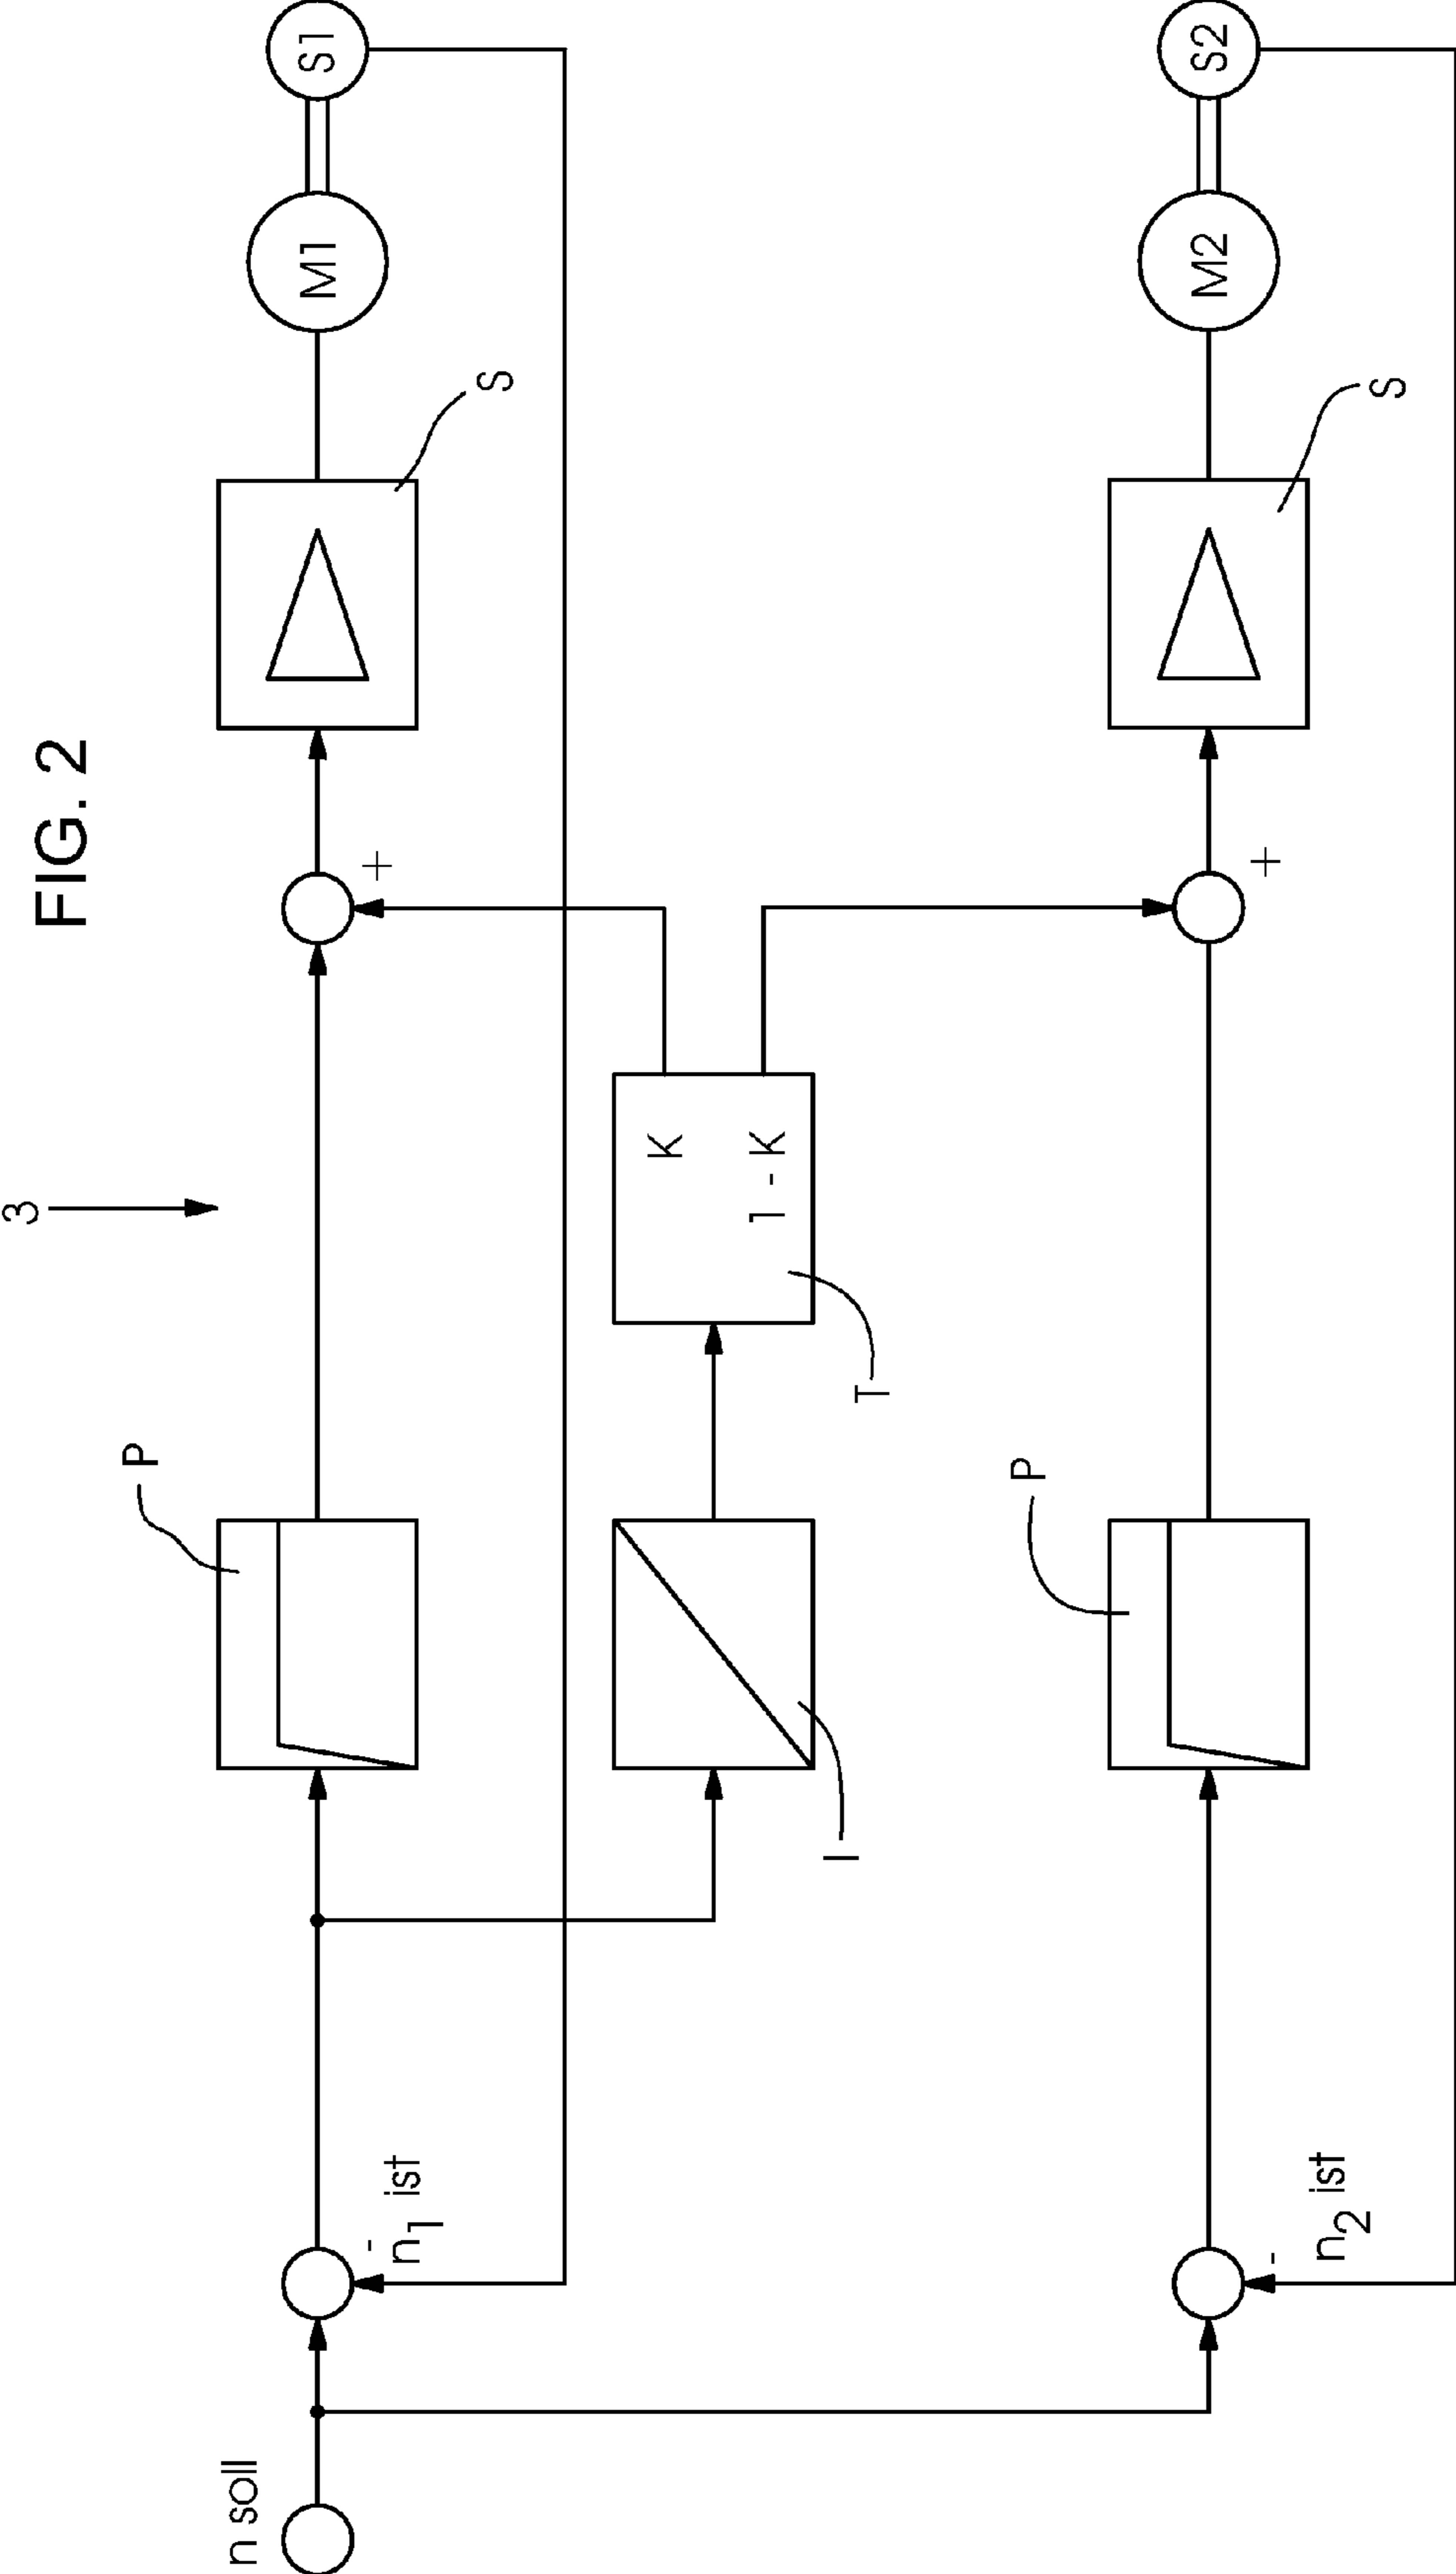 FIG. 2
3
n soll
-
n1 ist
P
+
S
M1
S1
I
T
K
1 - K
-
n2 ist
P
+
S
M2
S2